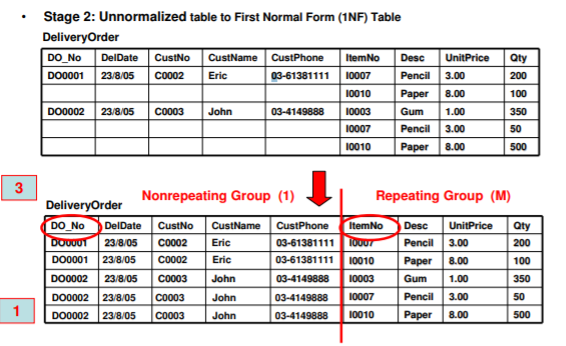 • Stage 2: Unnormalized table to First Normal Form (1NF) Table
DeliveryOrder
DO_No DelDate CustNo CustName CustPhone ItemNo Desc UnitPrice Qty
DO0001 23/8/05 C0002 Eric 03-61381111 I0007 Pencil 3.00 200
I0010 Paper 8.00 100
DO0002 23/8/05 C0003 John 03-4149888 I0003 Gum 1.00 350
I0007 Pencil 3.00 50
I0010 Paper 8.00 500
3
Nonrepeating Group (1) Repeating Group (M)
DeliveryOrder
DO_No DelDate CustNo CustName CustPhone ItemNo Desc UnitPrice Qty
DO0001 23/8/05 C0002 Eric 03-61381111 I0007 Pencil 3.00 200
DO0001 23/8/05 C0002 Eric 03-61381111 I0010 Paper 8.00 100
DO0002 23/8/05 C0003 John 03-4149888 I0003 Gum 1.00 350
DO0002 23/8/05 C0003 John 03-4149888 I0007 Pencil 3.00 50
1
DO0002 23/8/05 C0003 John 03-4149888 I0010 Paper 8.00 500